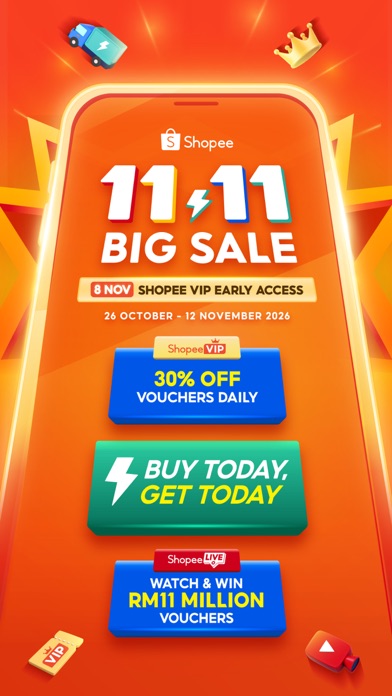 Shopee
11.11
BIG SALE
8 NOV SHOPEE VIP EARLY ACCESS
26 OCTOBER - 12 NOVEMBER 2026
Shopee VIP
30% OFF
VOUCHERS DAILY
BUY TODAY,
GET TODAY
Shopee LIVE
WATCH & WIN
RM11 MILLION
VOUCHERS
VIP